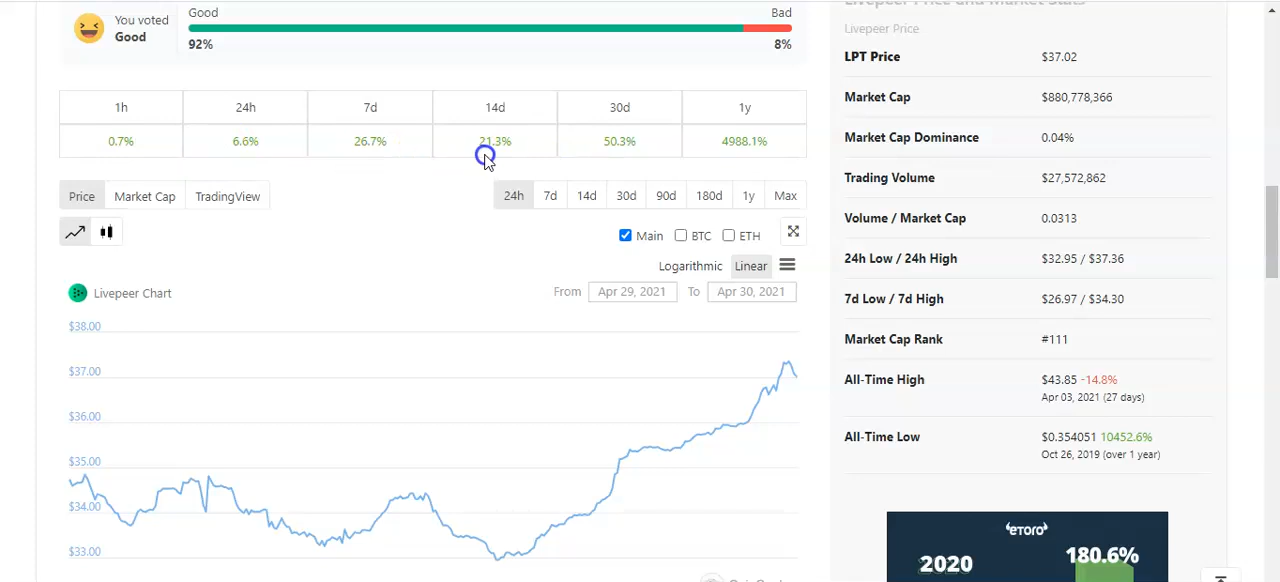 Good
Bad
You voted
Good
92%
8%
1h 24h 7d 14d 30d 1y
0.7% 6.6% 26.7% 21.3% 50.3% 4988.1%
Price Market Cap TradingView
24h 7d 14d 30d 90d 180d 1y Max
Main BTC ETH
Logarithmic Linear
Livepeer Chart
From Apr 29, 2021 To Apr 30, 2021
$38.00
$37.00
$36.00
$35.00
$34.00
$33.00
Livepeer Price and Market Stats
Livepeer Price
LPT Price $37.02
Market Cap $880,778,366
Market Cap Dominance 0.04%
Trading Volume $27,572,862
Volume / Market Cap 0.0313
24h Low / 24h High $32.95 / $37.36
7d Low / 7d High $26.97 / $34.30
Market Cap Rank #111
All-Time High $43.85 -14.8%
Apr 03, 2021 (27 days)
All-Time Low $0.354051 10452.6%
Oct 26, 2019 (over 1 year)
eToro
2020
180.6%